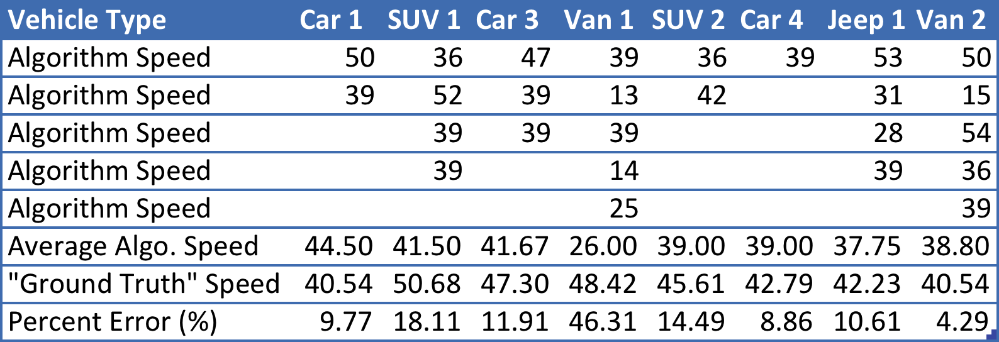 Vehicle Type Car 1 SUV 1 Car 3 Van 1 SUV 2 Car 4 Jeep 1 Van 2
Algorithm Speed 50 36 47 39 36 39 53 50
Algorithm Speed 39 52 39 13 42 31 15
Algorithm Speed 39 39 39 28 54
Algorithm Speed 39 14 39 36
Algorithm Speed 25 39
Average Algo. Speed 44.50 41.50 41.67 26.00 39.00 39.00 37.75 38.80
"Ground Truth" Speed 40.54 50.68 47.30 48.42 45.61 42.79 42.23 40.54
Percent Error (%) 9.77 18.11 11.91 46.31 14.49 8.86 10.61 4.29